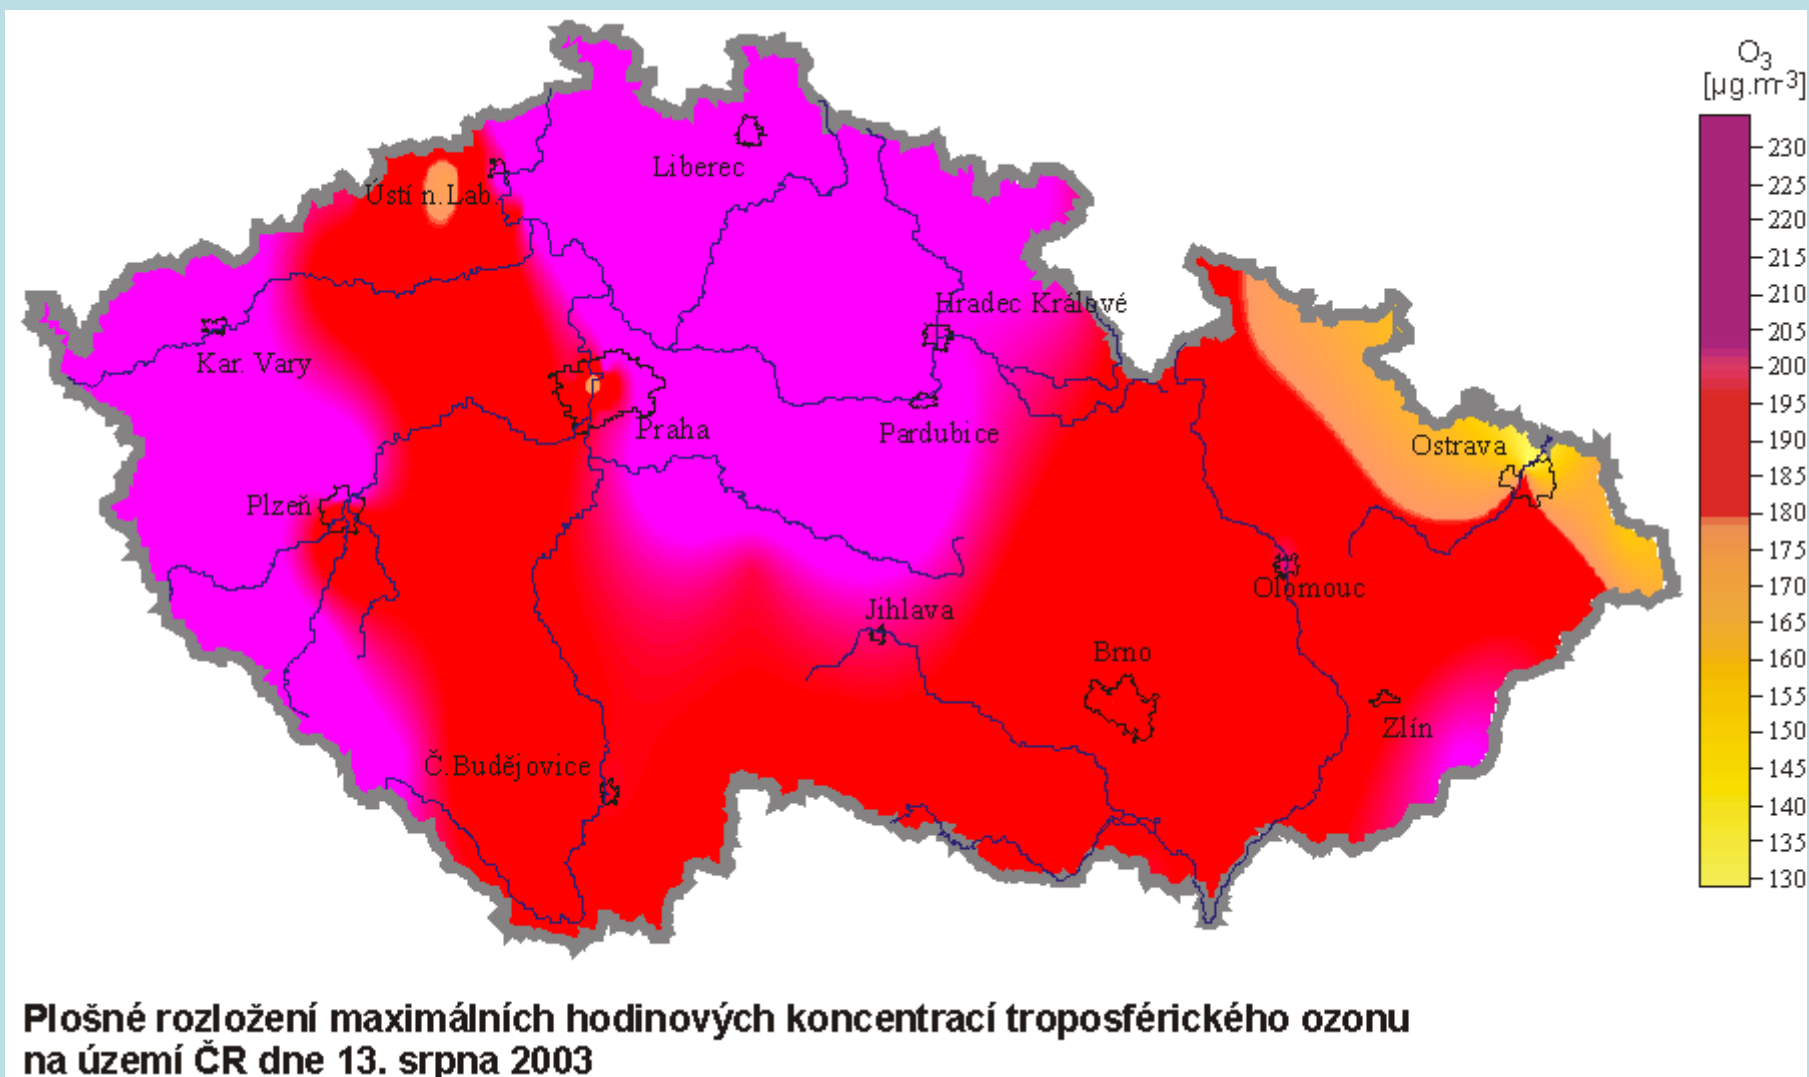 O3
[µg.m-3]
230
225
220
215
210
205
200
195
190
185
180
175
170
165
160
155
150
145
140
135
130
Liberec
Ústí n.Lab.
Hradec Králové
Kar. Vary
Praha
Pardubice
Ostrava
Plzeň
Olomouc
Jihlava
Brno
Zlín
Č.Budějovice
Plošné rozložení maximálních hodinových koncentrací troposférického ozonu
na území ČR dne 13. srpna 2003